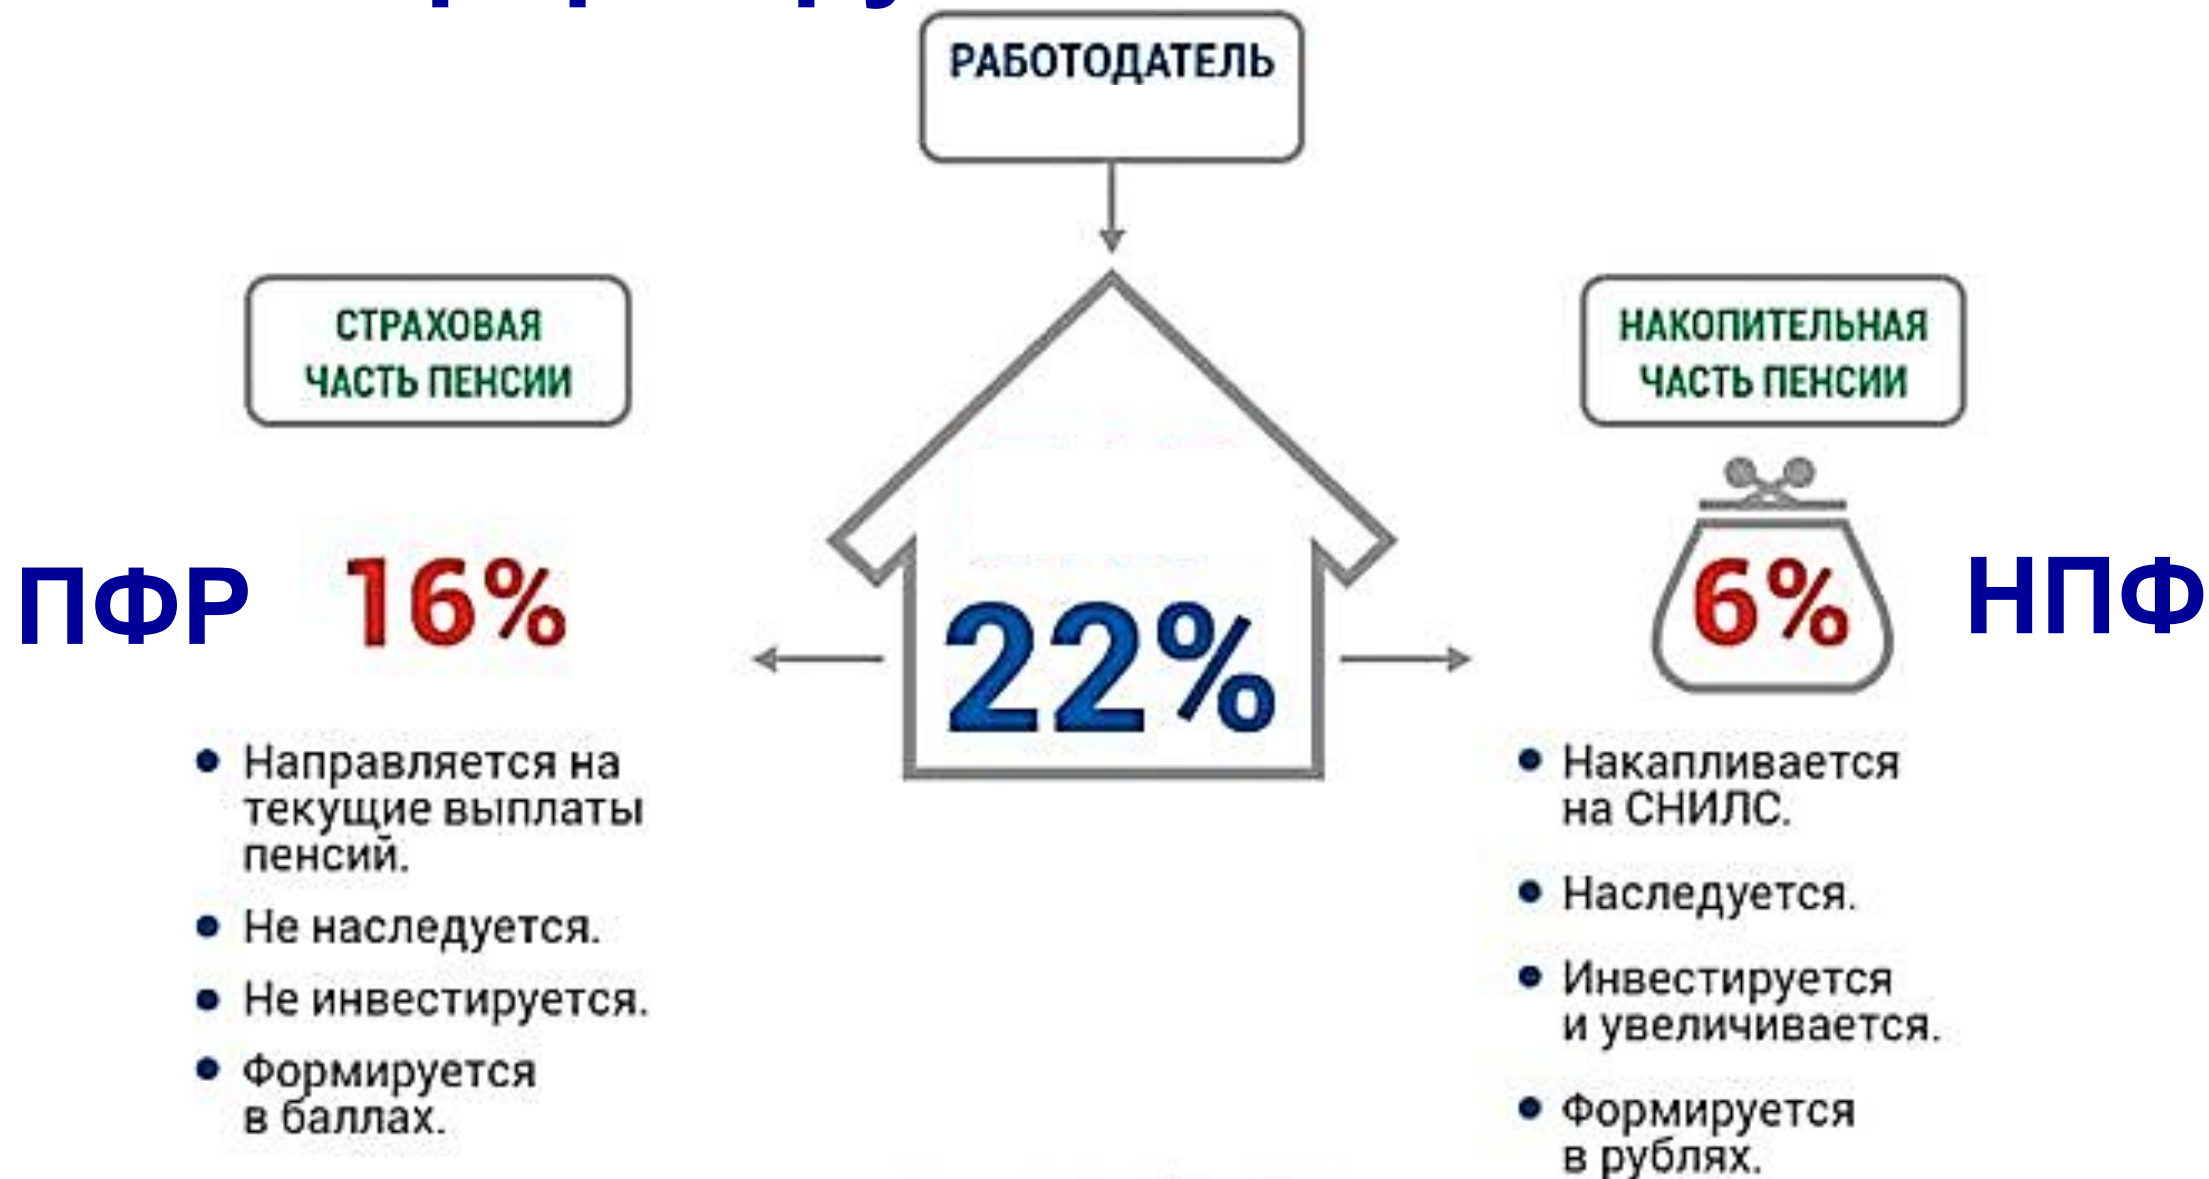 РАБОТОДАТЕЛЬ
СТРАХОВАЯ
ЧАСТЬ ПЕНСИИ
НАКОПИТЕЛЬНАЯ
ЧАСТЬ ПЕНСИИ
ПФР
16%
22%
6%
НПФ
Направляется на
текущие выплаты
пенсий.
Не наследуется.
Не инвестируется.
Формируется
в баллах.
Накапливается
на СНИЛС.
Наследуется.
Инвестируется
и увеличивается.
Формируется
в рублях.